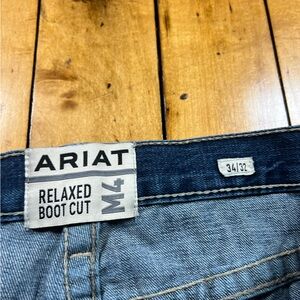 ARIAT
RELAXED
BOOT CUT
M4
34/32